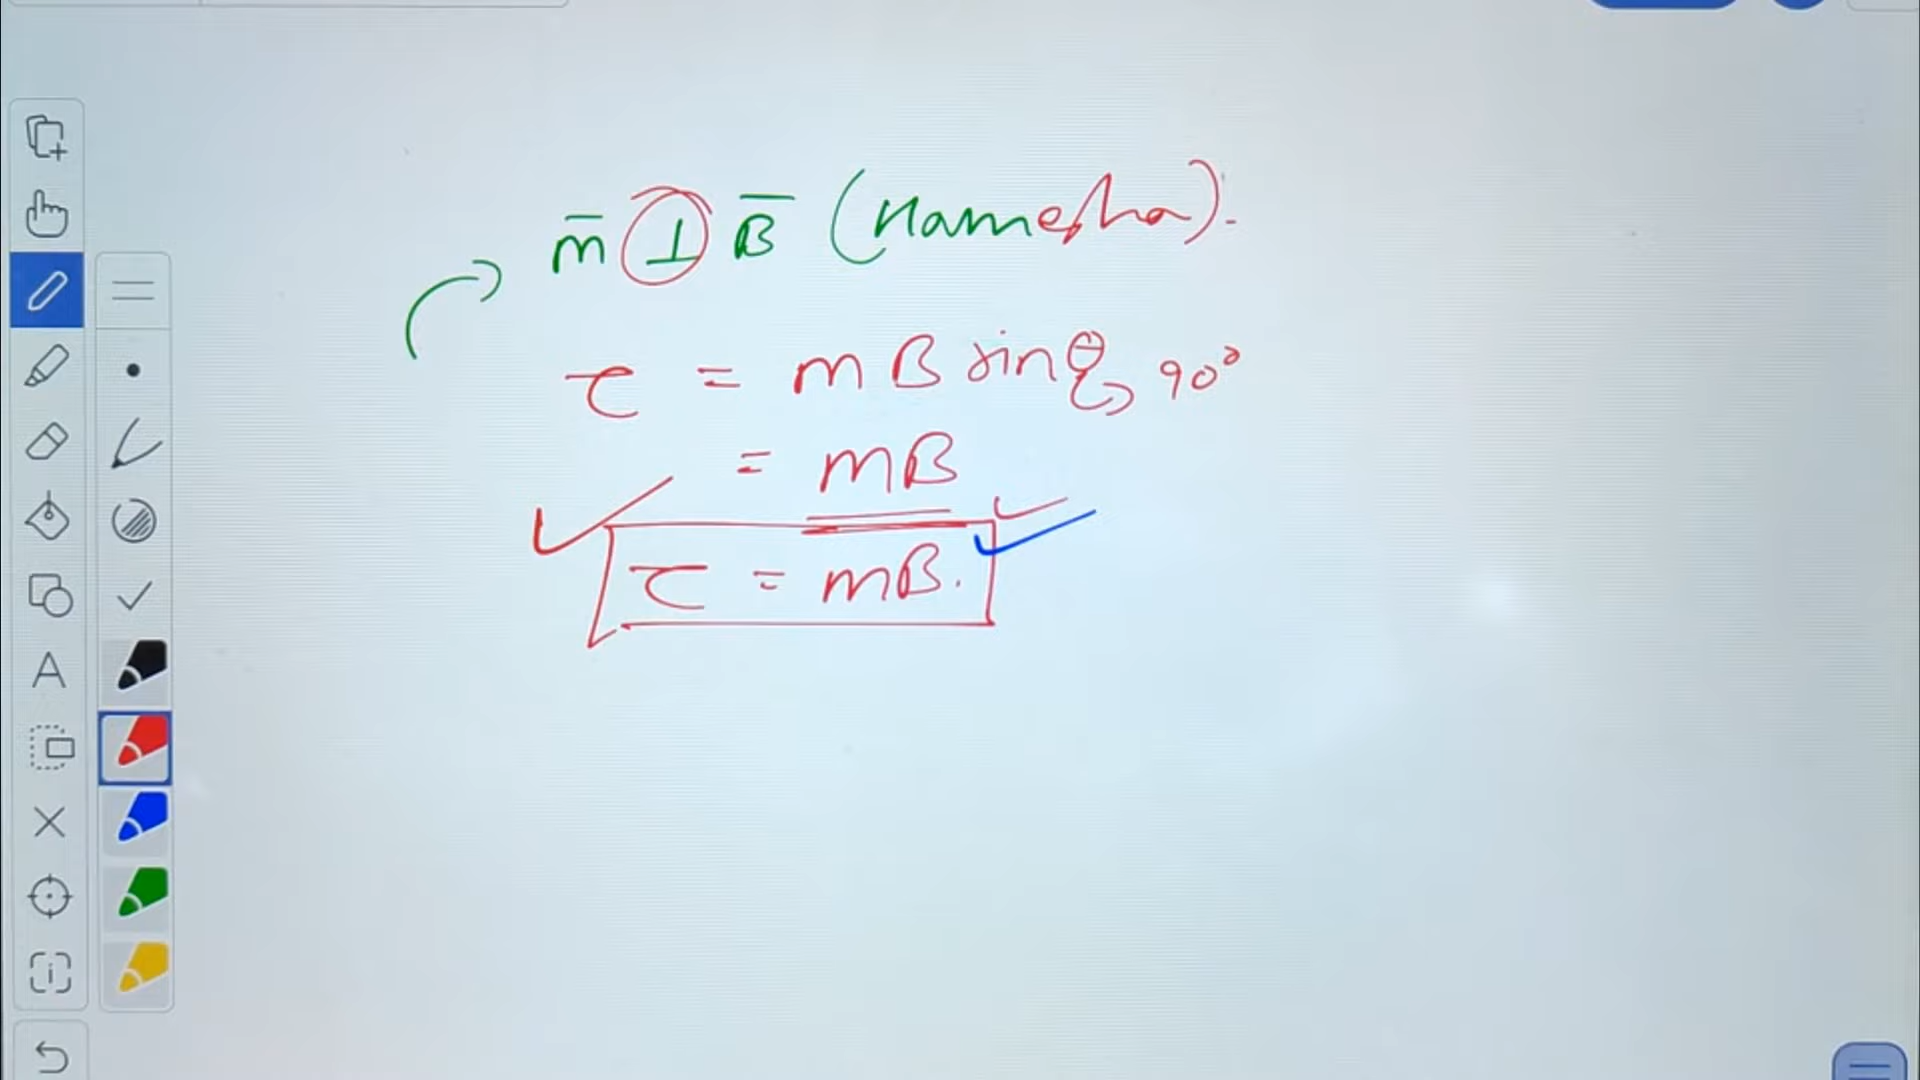 m̄ ⊥ B̄ (Hamesha).
τ = mB sinθ → 90°
= mB
τ = mB.
A